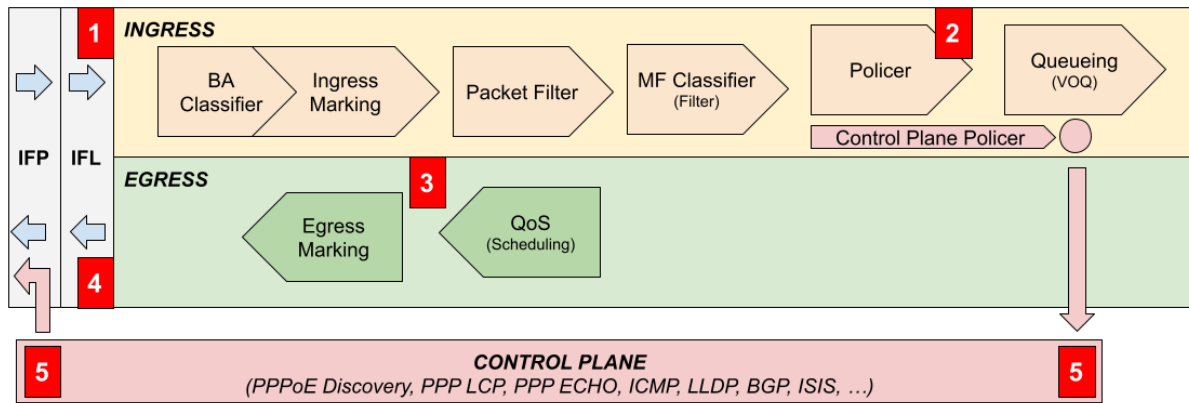 1
INGRESS
2
BA
Classifier
Ingress
Marking
Packet Filter
MF Classifier
(Filter)
Policer
Queueing
(VOQ)
Control Plane Policer
IFP
IFL
EGRESS
3
Egress
Marking
QoS
(Scheduling)
4
5
CONTROL PLANE
(PPPoE Discovery, PPP LCP, PPP ECHO, ICMP, LLDP, BGP, ISIS, …)
5